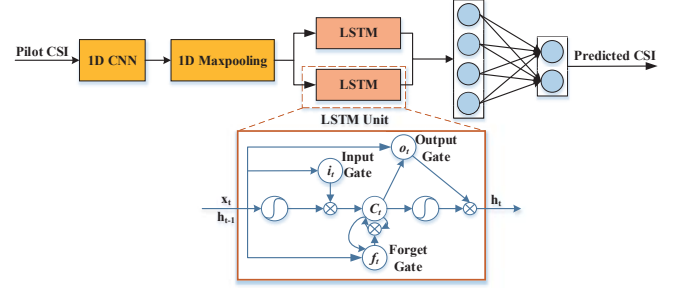 Pilot CSI
1D CNN
1D Maxpooling
LSTM
LSTM
Predicted CSI
LSTM Unit
Output
Gate
o_t
Input
Gate
i_t
x_t
h_{t-1}
C_t
h_t
f_t
Forget
Gate